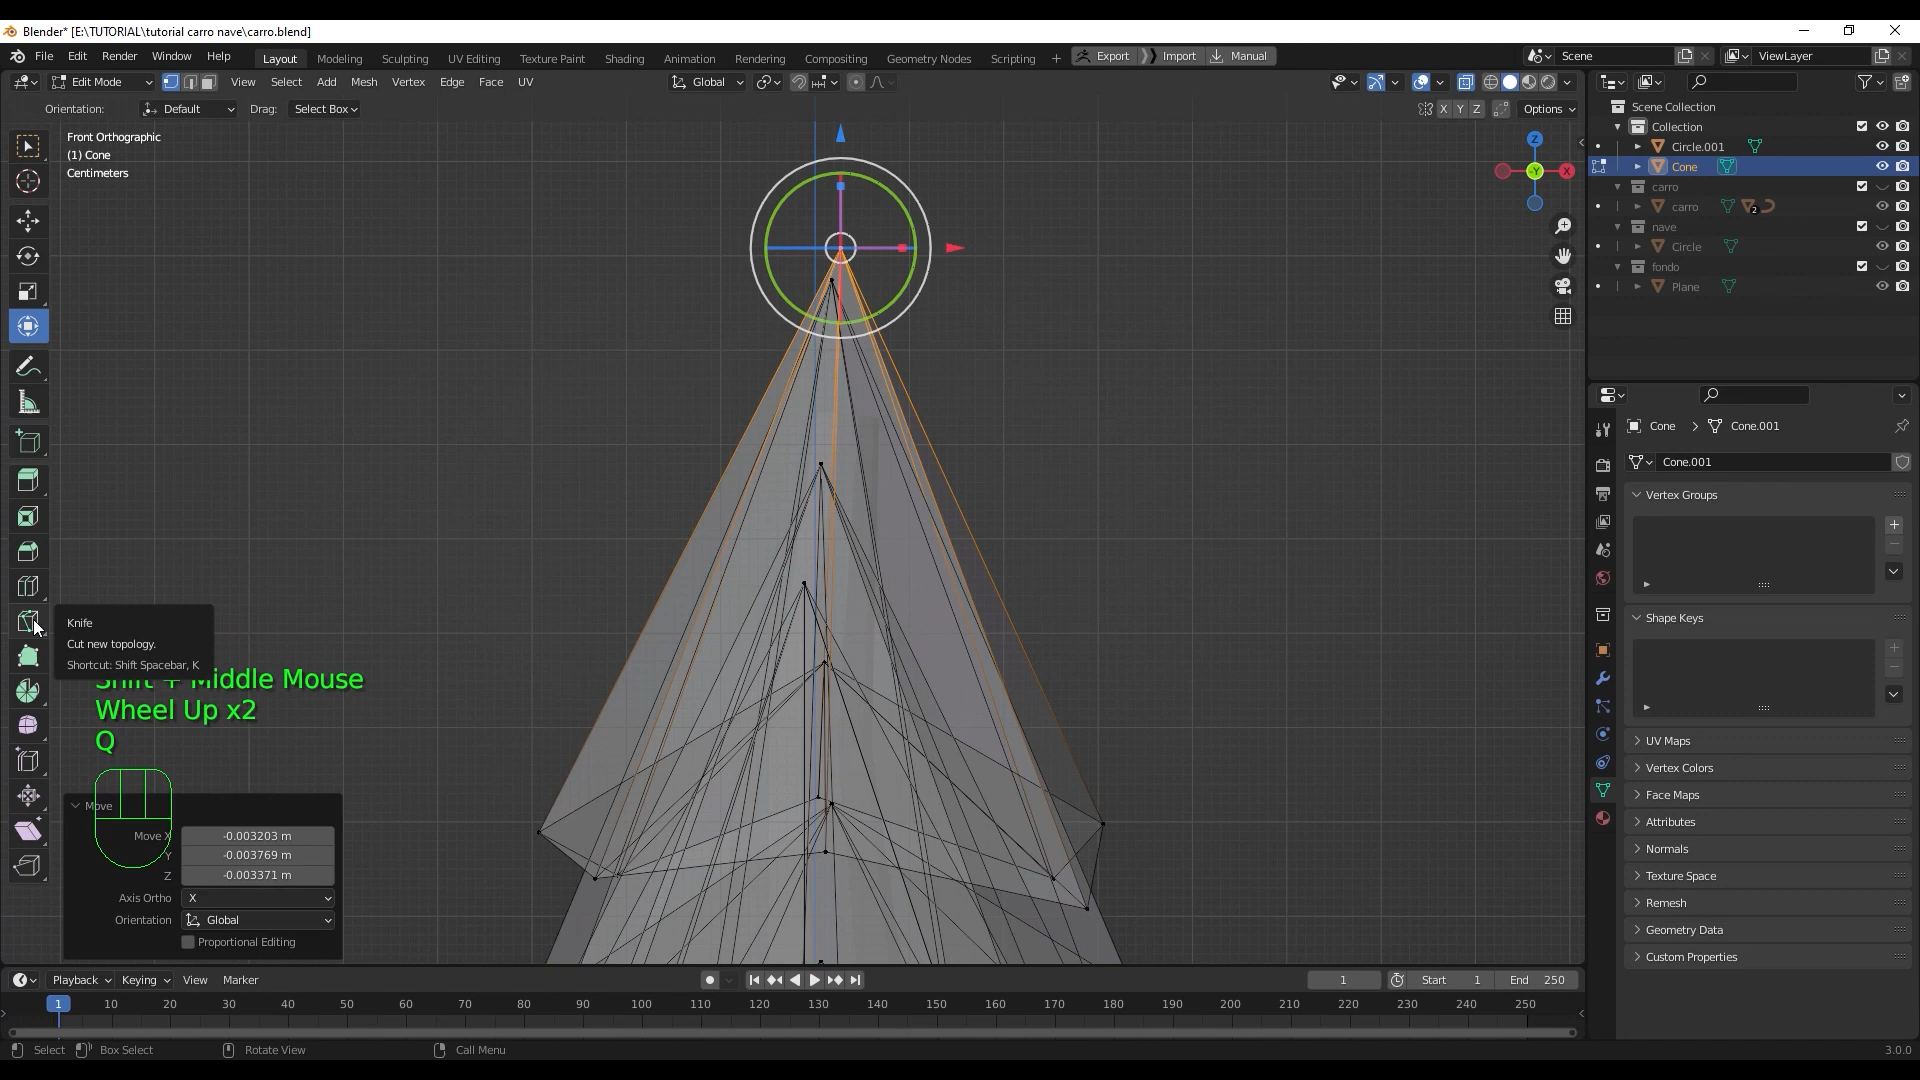 Blender* [E:\TUTORIAL\tutorial carro nave\carro.blend]
File Edit Render Window Help Layout Modeling Sculpting UV Editing Texture Paint Shading Animation Rendering Compositing Geometry Nodes Scripting + Export Import Manual Scene ViewLayer
Edit Mode View Select Add Mesh Vertex Edge Face UV Global
Orientation: Default Drag: Select Box X Y Z Options
Front Orthographic
(1) Cone
Centimeters
Z
X
-Y
Scene Collection
Collection
Circle.001
Cone
carro
carro 2
nave
Circle
fondo
Plane
Cone > Cone.001
Cone.001
Vertex Groups
Shape Keys
UV Maps
Vertex Colors
Face Maps
Attributes
Normals
Texture Space
Remesh
Geometry Data
Custom Properties
Knife
Cut new topology.
Shortcut: Shift Spacebar, K
Shift + Middle Mouse
Wheel Up x2
Q
Move
Move X -0.003203 m
Y -0.003769 m
Z -0.003371 m
Axis Ortho X
Orientation Global
Proportional Editing
Playback Keying View Marker 1 Start 1 End 250
1 10 20 30 40 50 60 70 80 90 100 110 120 130 140 150 160 170 180 190 200 210 220 230 240 250
Select Box Select Rotate View Call Menu 3.0.0